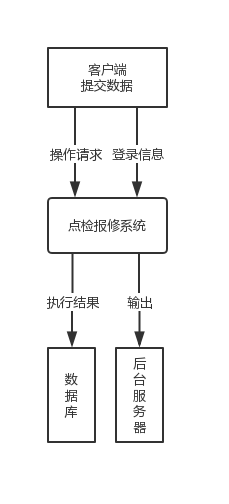 客户端
提交数据
操作请求 登录信息
点检报修系统
执行结果 输出
数据库
后台服务器